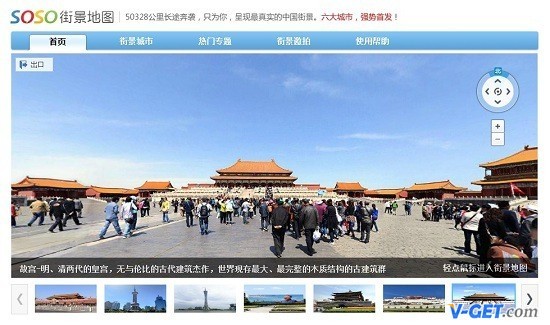 SOSO街景地图 50328公里长途奔袭，只为你，呈现最真实的中国街景。六大城市，强势首发！
首页 街景城市 热门专题 街景邀拍 使用帮助
出口
北
故宫-明、清两代的皇宫，无与伦比的古代建筑杰作，世界现存最大、最完整的木质结构的古建筑群
轻点鼠标进入街景地图
V-GET.com